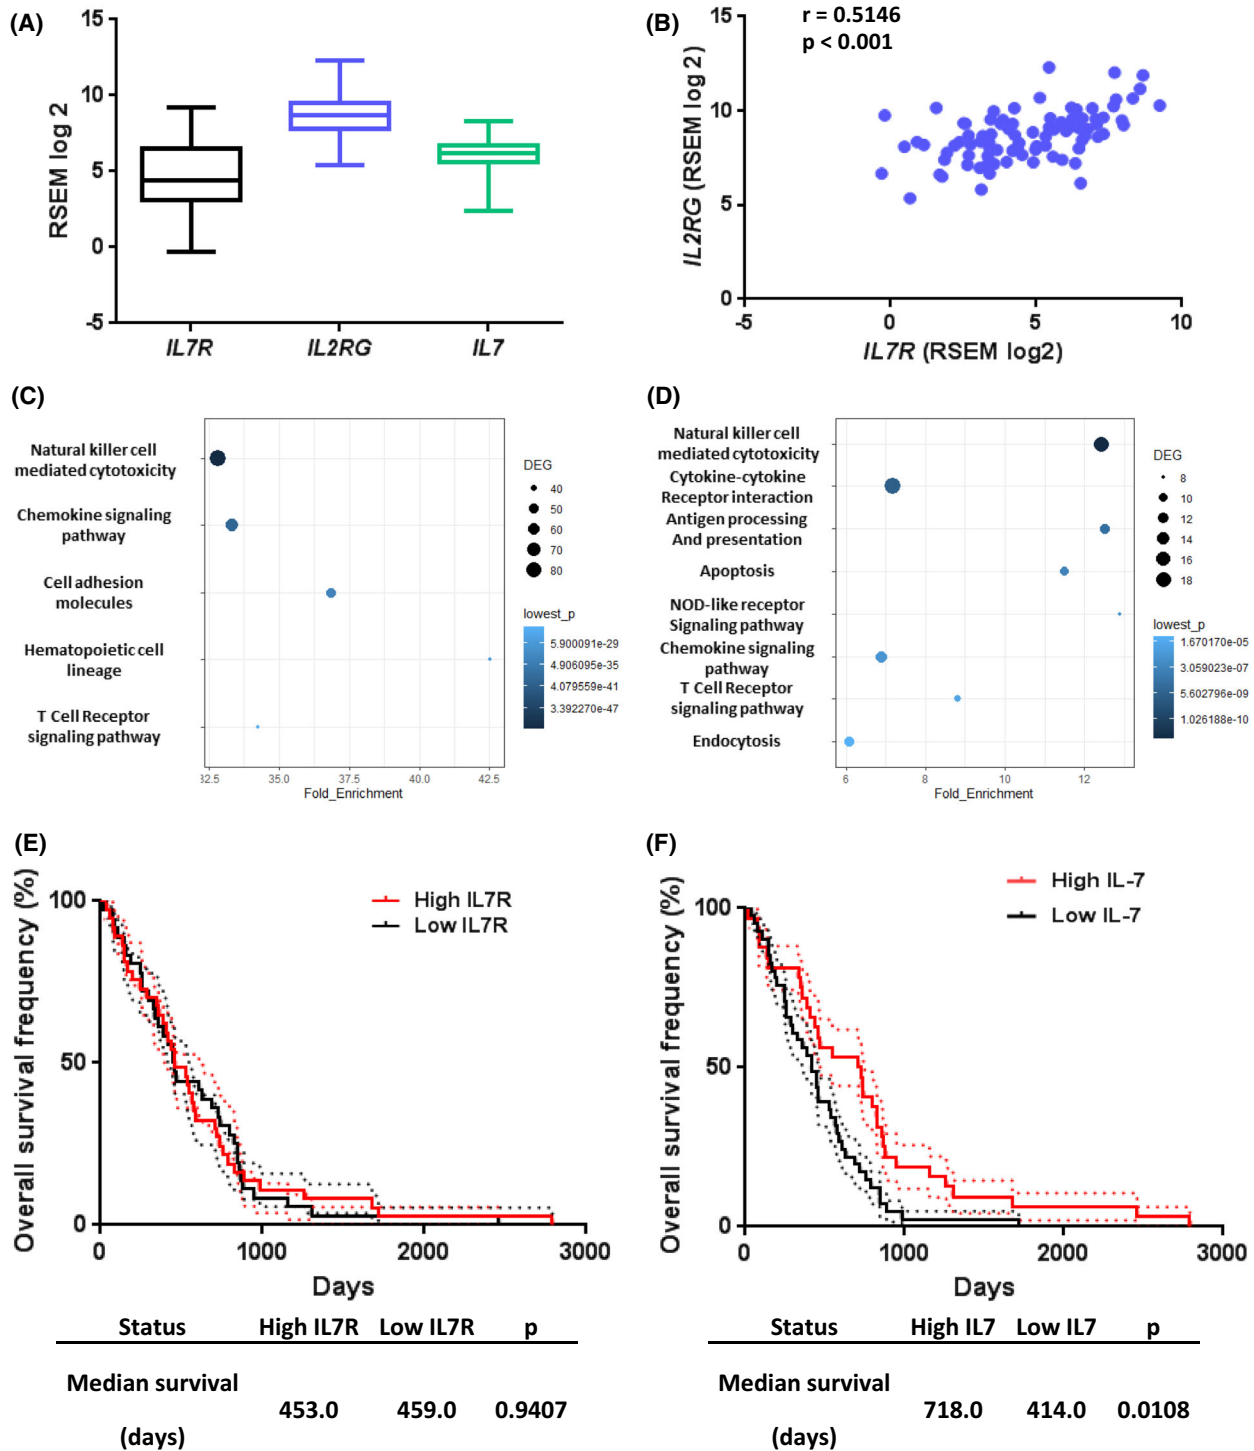 (A)
15
10
5
0
-5
RSEM log 2
IL7R
IL2RG
IL7
(B)
r = 0.5146
p < 0.001
15
10
5
0
IL2RG (RSEM log 2)
-5
0
5
10
IL7R (RSEM log2)
(C)
Natural killer cell
mediated cytotoxicity
Chemokine signaling
pathway
Cell adhesion
molecules
Hematopoietic cell
lineage
T Cell Receptor
signaling pathway
32.5
35.0
37.5
40.0
42.5
Fold_Enrichment
DEG
40
50
60
70
80
lowest_p
5.900091e-29
4.906095e-35
4.079559e-41
3.392270e-47
(D)
Natural killer cell
mediated cytotoxicity
Cytokine-cytokine
Receptor interaction
Antigen processing
And presentation
Apoptosis
NOD-like receptor
Signaling pathway
Chemokine signaling
pathway
T Cell Receptor
signaling pathway
Endocytosis
6
8
10
12
Fold_Enrichment
DEG
8
10
12
14
16
18
lowest_p
1.670170e-05
3.059023e-07
5.602796e-09
1.026188e-10
(E)
Overall survival frequency (%)
100
50
0
High IL7R
Low IL7R
0
1000
2000
3000
Days
Status High IL7R Low IL7R p
Median survival
453.0 459.0 0.9407
(days)
(F)
Overall survival frequency (%)
100
50
0
High IL-7
Low IL-7
0
1000
2000
3000
Days
Status High IL7 Low IL7 p
Median survival
718.0 414.0 0.0108
(days)